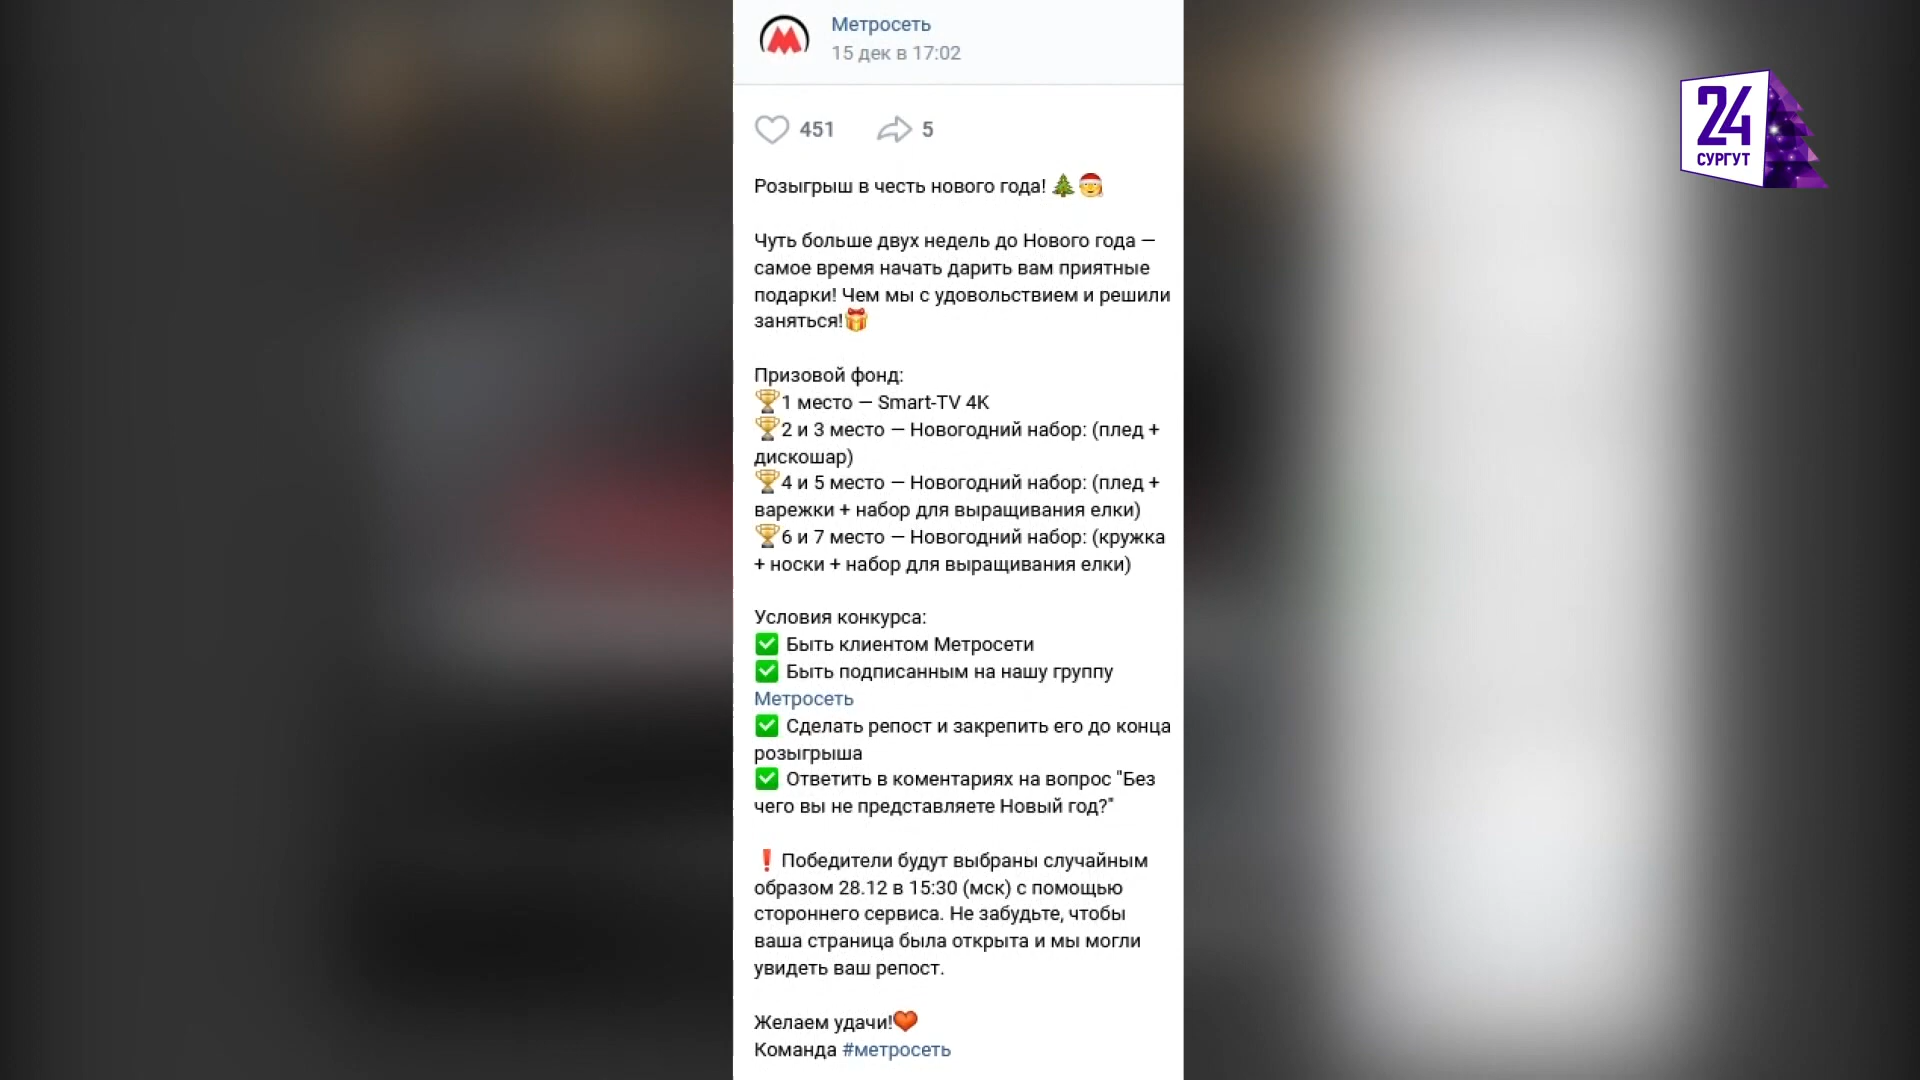 Метросеть
15 дек в 17:02
24
СУРГУТ
451
5
Розыгрыш в честь нового года! 🎄🎅
Чуть больше двух недель до Нового года —
самое время начать дарить вам приятные
подарки! Чем мы с удовольствием и решили
заняться!🎁
Призовой фонд:
🏆1 место — Smart-TV 4K
🏆2 и 3 место — Новогодний набор: (плед +
дискошар)
🏆4 и 5 место — Новогодний набор: (плед +
варежки + набор для выращивания елки)
🏆6 и 7 место — Новогодний набор: (кружка
+ носки + набор для выращивания елки)
Условия конкурса:
✅ Быть клиентом Метросети
✅ Быть подписанным на нашу группу
Метросеть
✅ Сделать репост и закрепить его до конца
розыгрыша
✅ Ответить в коментариях на вопрос "Без
чего вы не представляете Новый год?"
❗ Победители будут выбраны случайным
образом 28.12 в 15:30 (мск) с помощью
стороннего сервиса. Не забудьте, чтобы
ваша страница была открыта и мы могли
увидеть ваш репост.
Желаем удачи!❤
Команда #метросеть